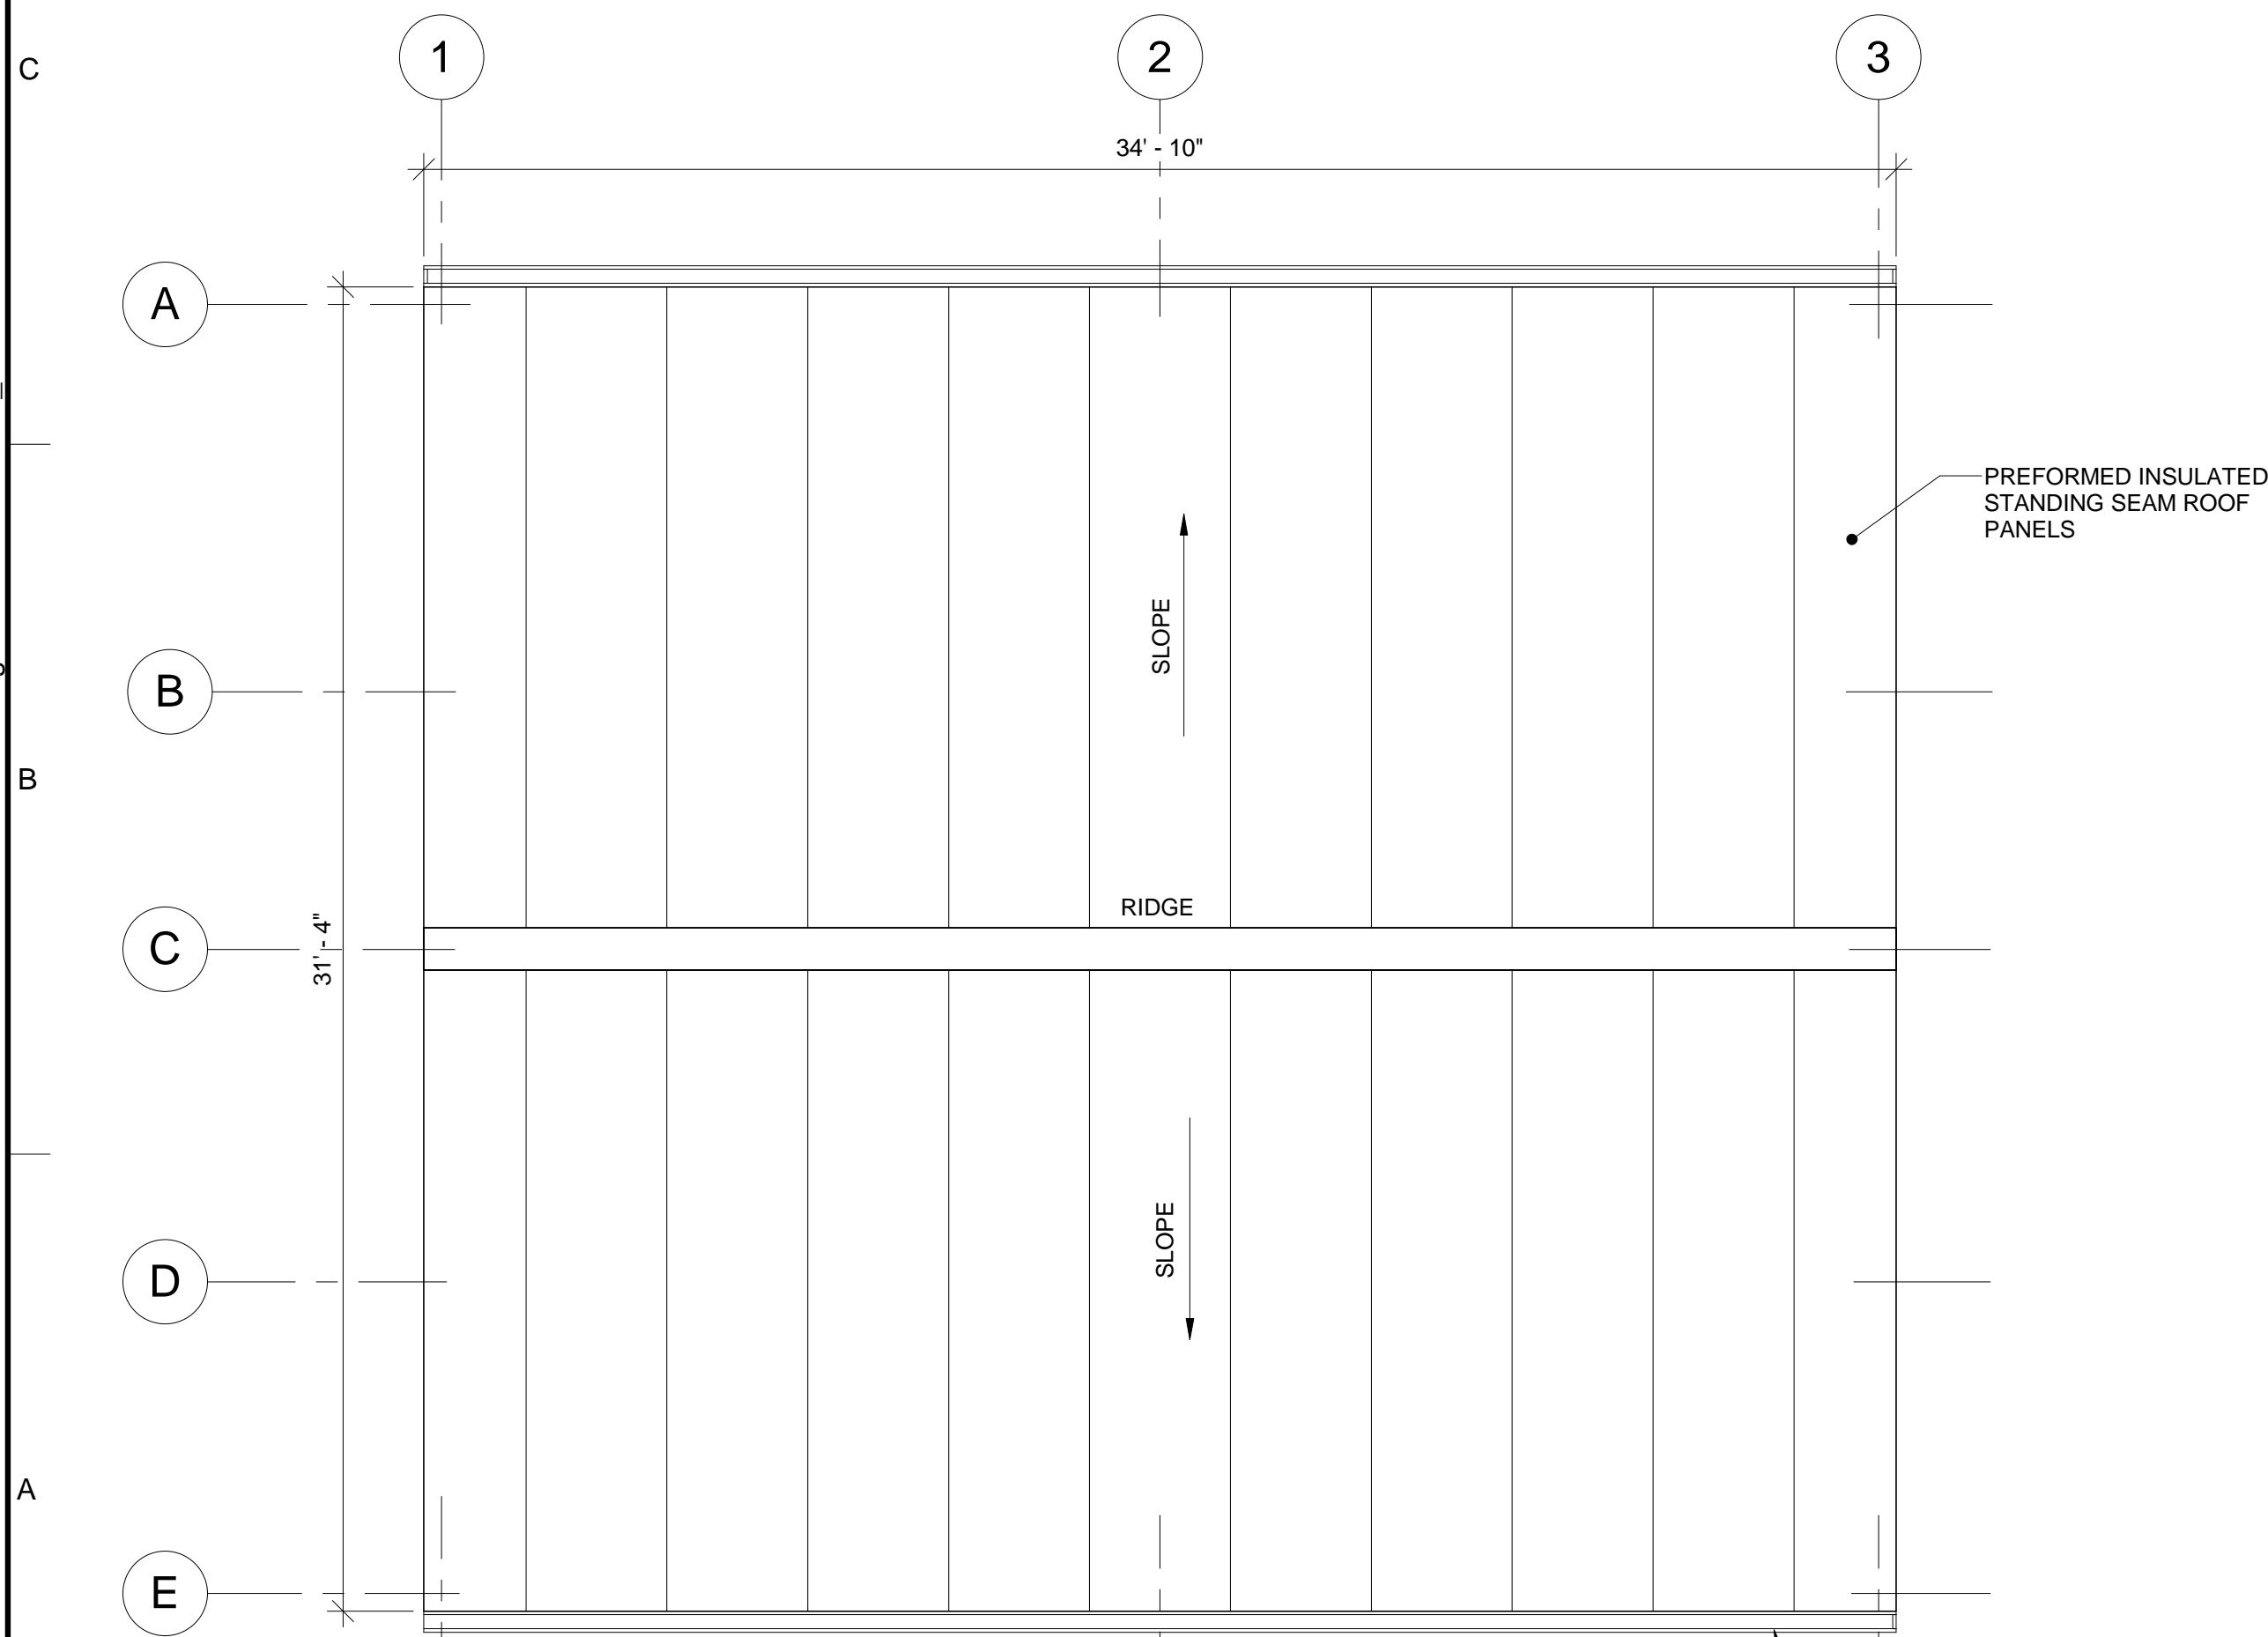 C
1
2
3
34' - 10"
A
PREFORMED INSULATED
STANDING SEAM ROOF
PANELS
SLOPE
B
B
RIDGE
C
31' - 4"
SLOPE
D
A
E